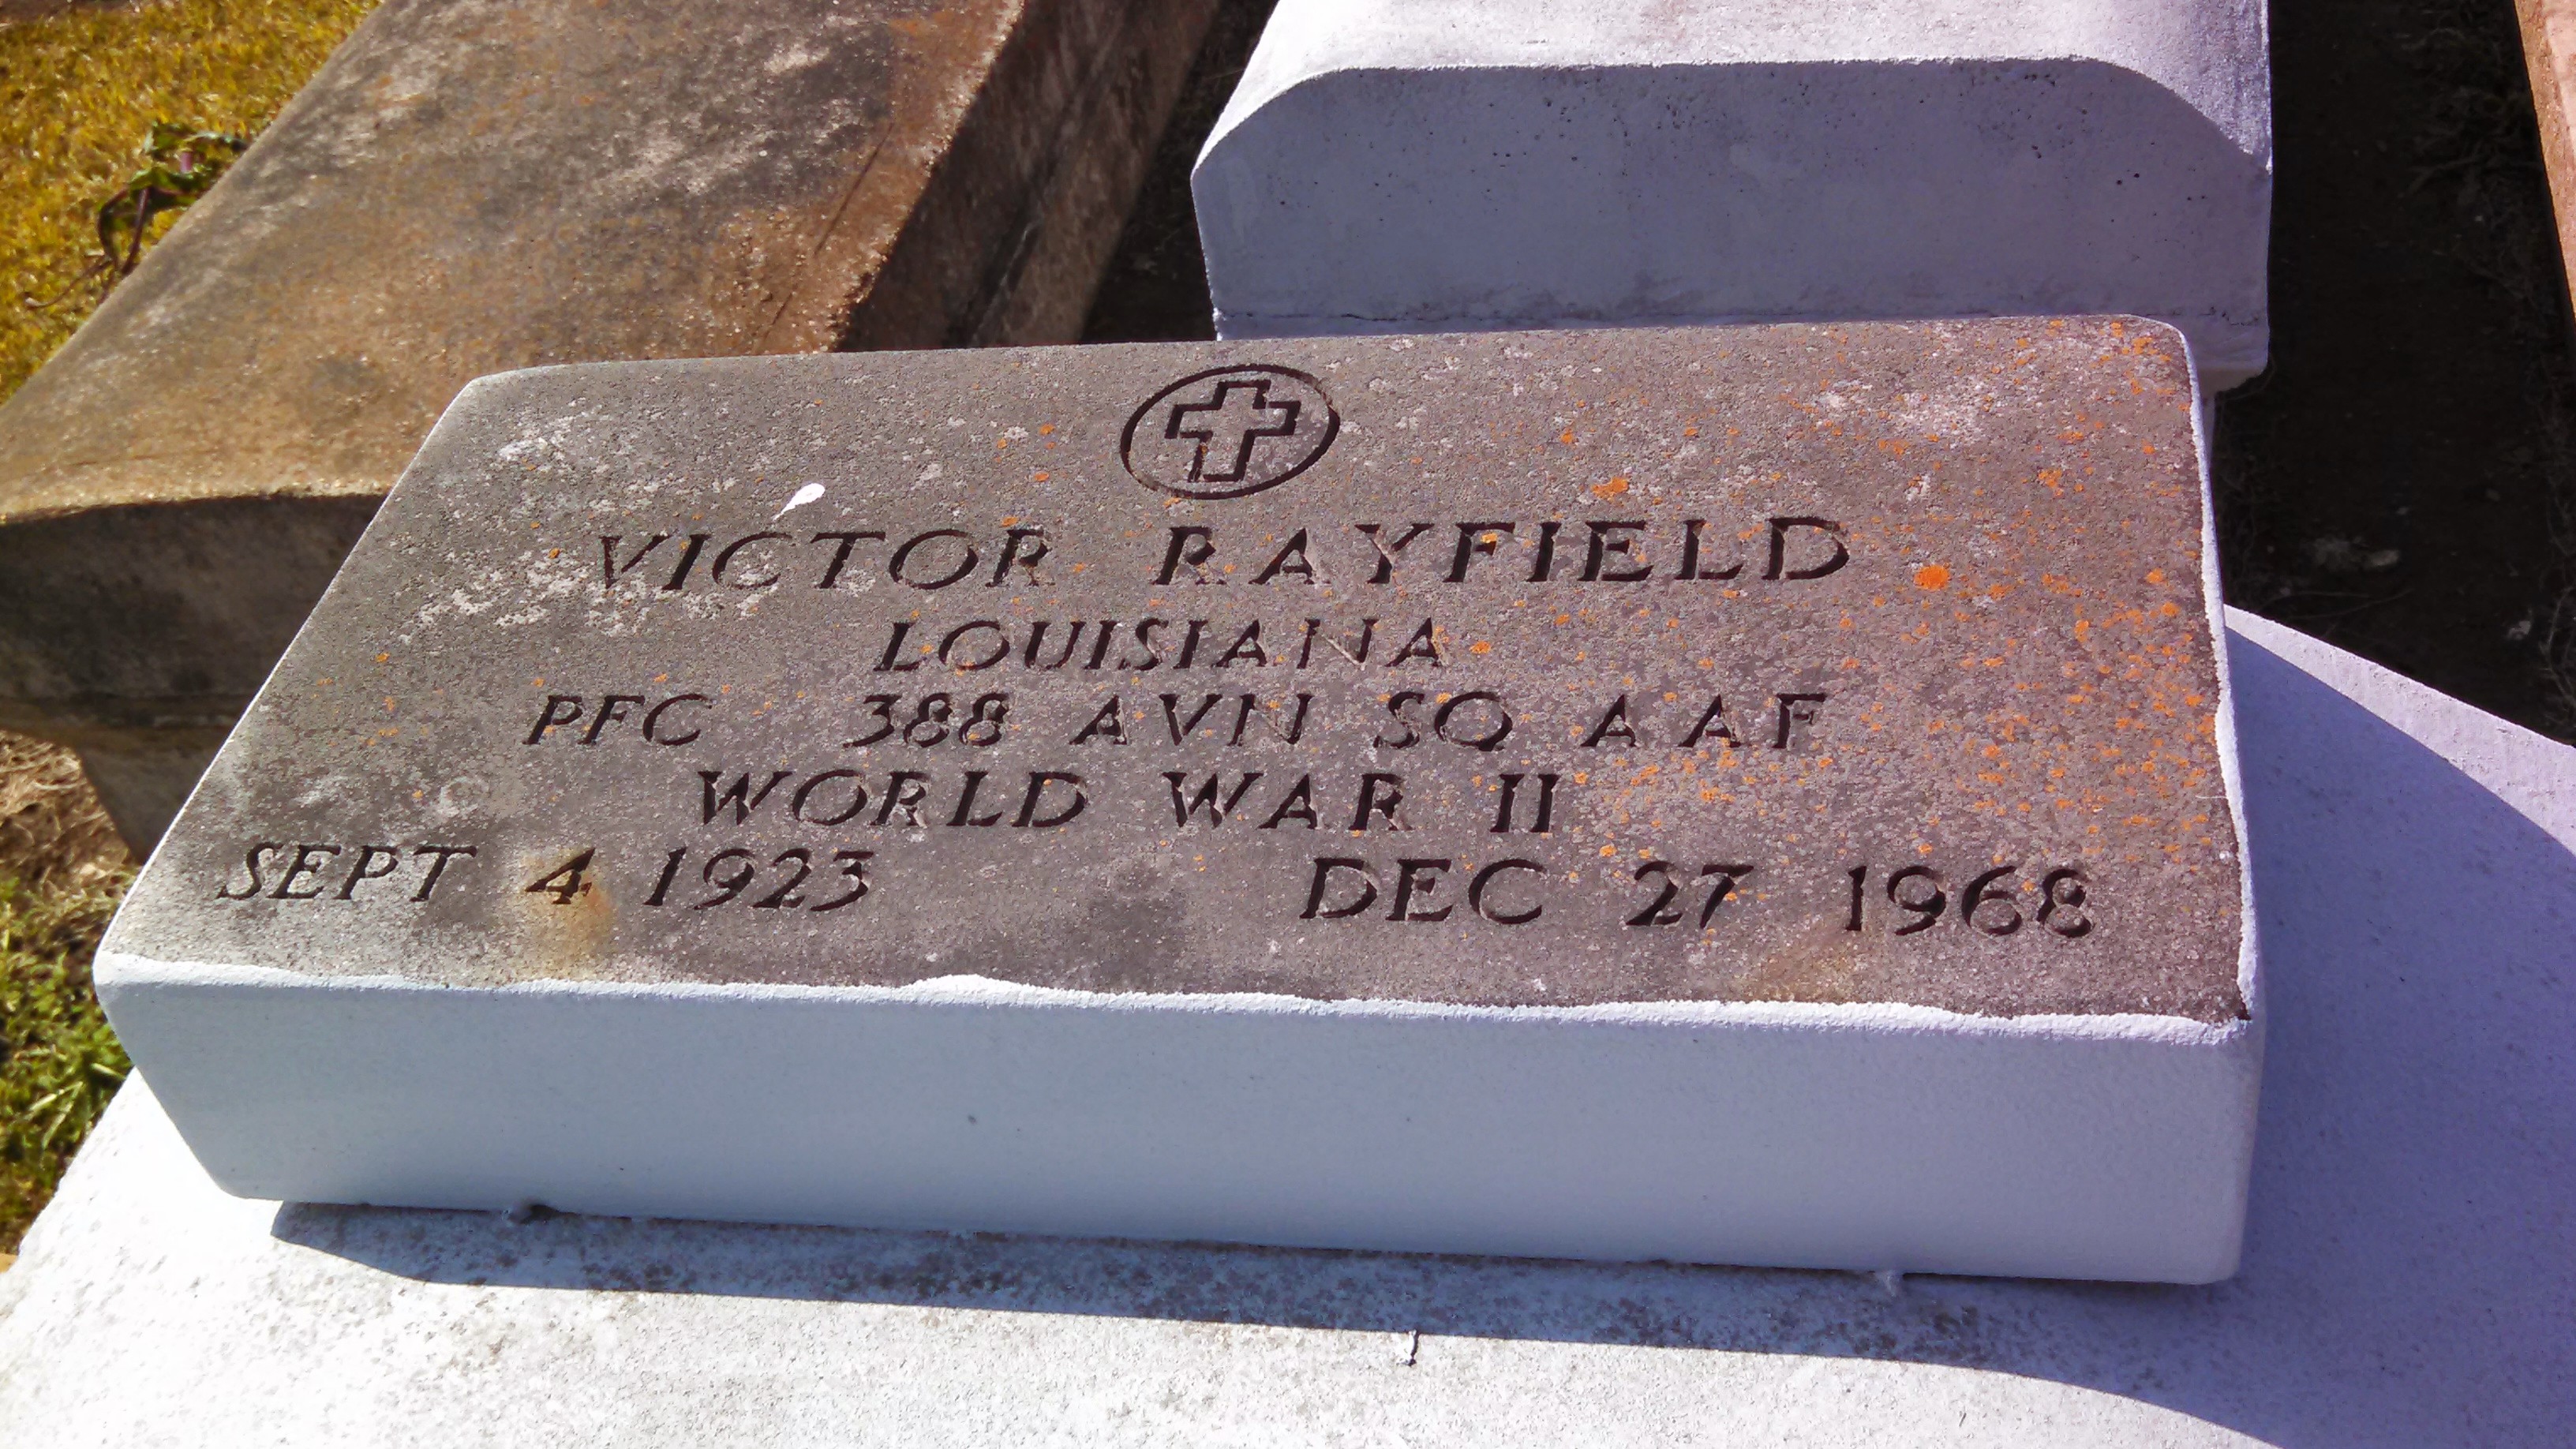 VICTOR RAYFIELD
LOUISIANA
PFC 388 AVN SQ AAF
WORLD WAR II
SEPT 4 1923 DEC 27 1968